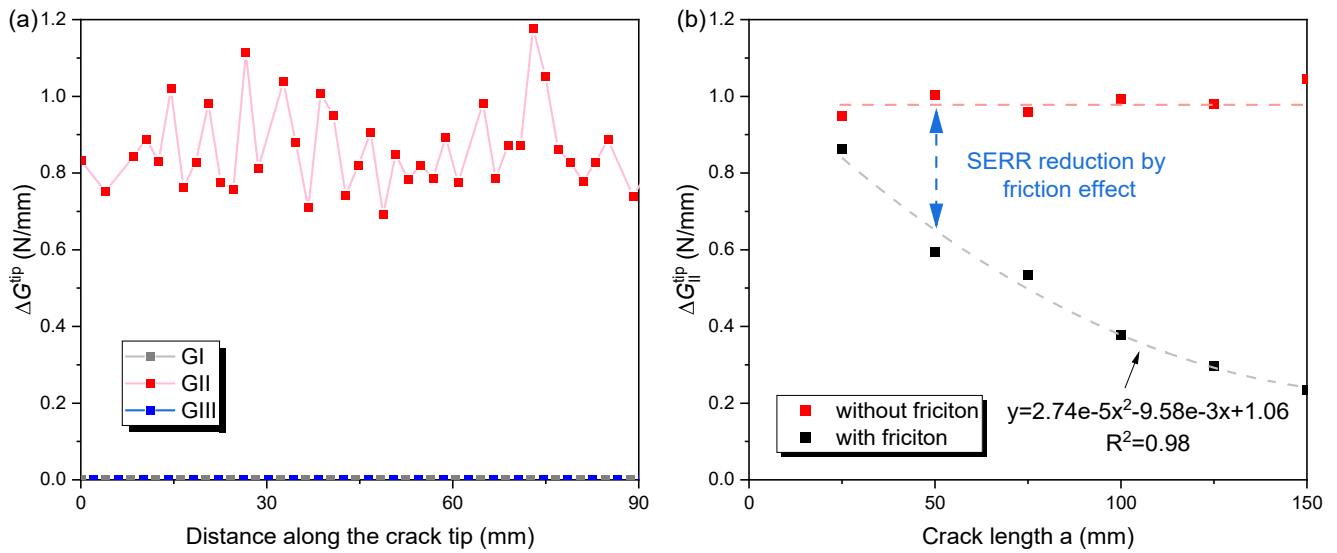 (a)
1.2
1.0
0.8
0.6
0.4
0.2
0.0
ΔG^tip (N/mm)
GI
GII
GIII
0 30 60 90
Distance along the crack tip (mm)
(b)
1.2
1.0
0.8
0.6
0.4
0.2
0.0
ΔG_II^tip (N/mm)
SERR reduction by
friction effect
without friciton
with friciton
y=2.74e-5x²-9.58e-3x+1.06
R²=0.98
0 50 100 150
Crack length a (mm)